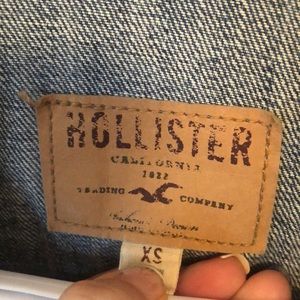 HOLLISTER
CALIFORNIA
1922
TRADING COMPANY
XS